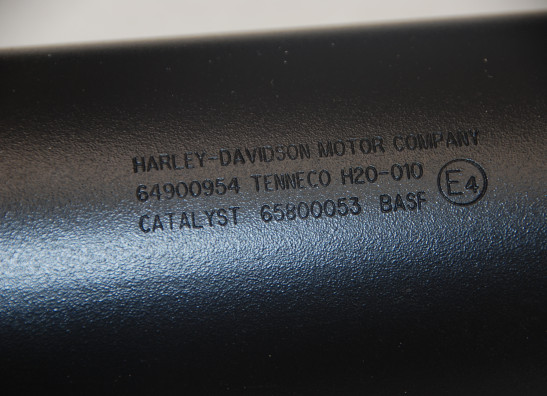 HARLEY-DAVIDSON MOTOR COMPANY
64900954 TENNECO H20-010 E4
CATALYST 65800053 BASF